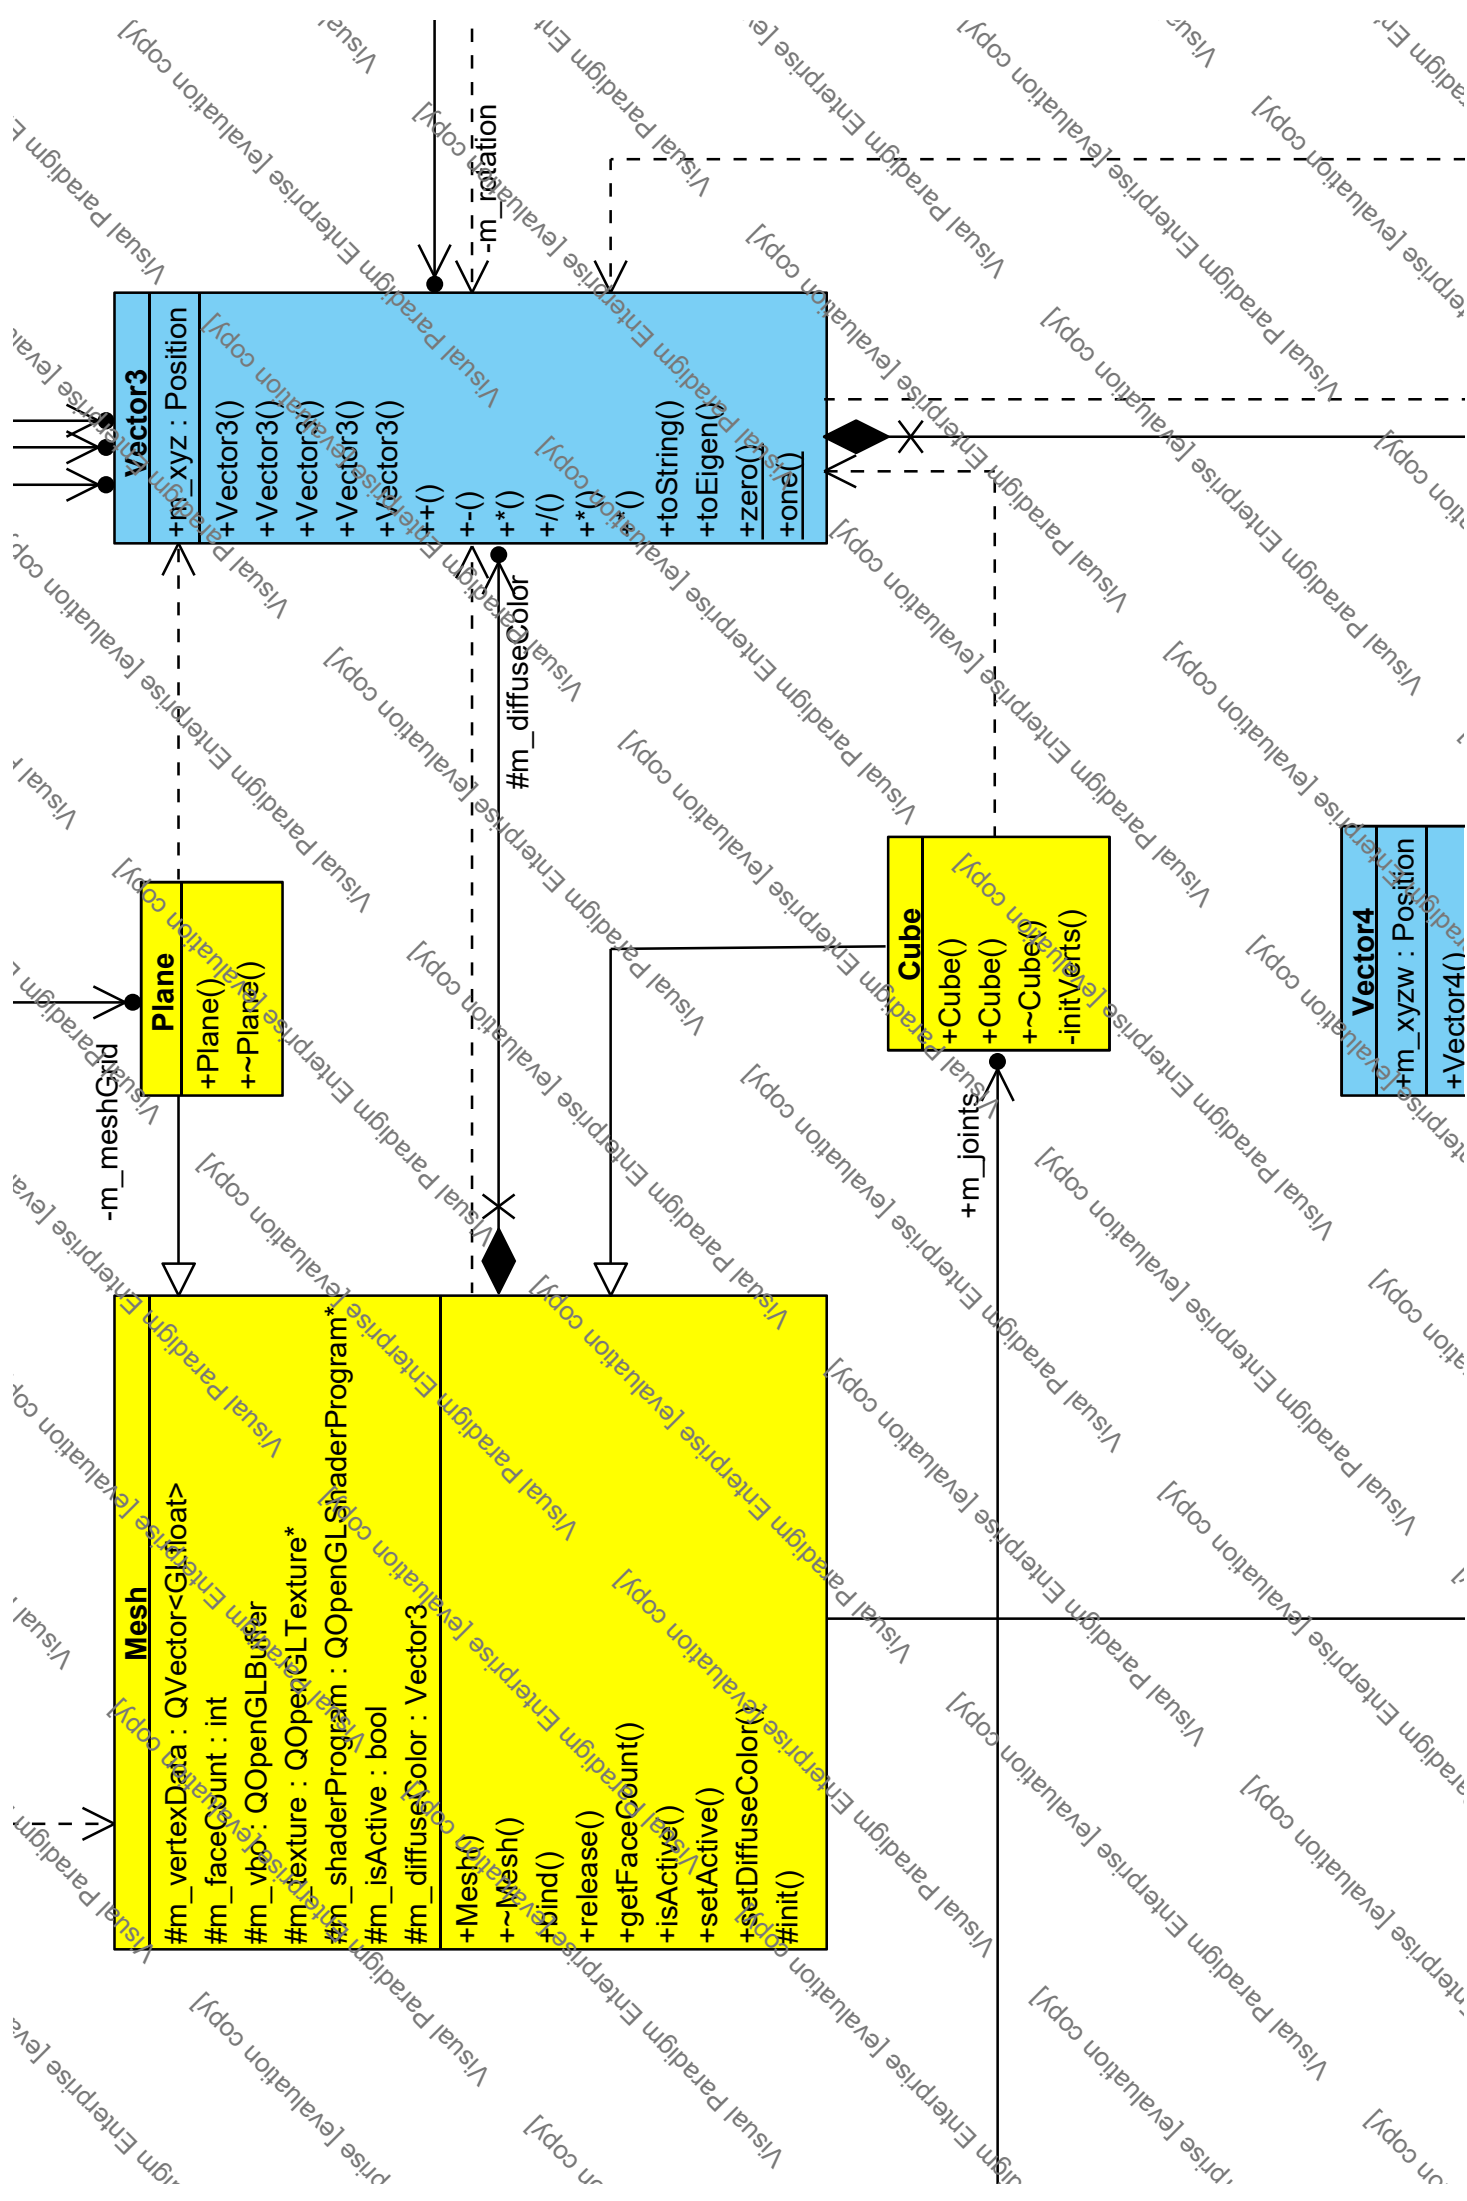 Vector3
+m_xyz : Position
+Vector3()
+Vector3()
+Vector3()
+Vector3()
+Vector3()
++()
+-()
+*()
+/()
+*()
+*()
+toString()
+toEigen()
+zero()
+one()
-m_rotation
#m_diffuseColor
Plane
+Plane()
+~Plane()
-m_meshGrid
Cube
+Cube()
+Cube()
+~Cube()
-initVerts()
+m_joints
Vector4
+m_xyzw : Position
+Vector4()
Mesh
#m_vertexData : QVector<GLfloat>
#m_faceCount : int
#m_vbo : QOpenGLBuffer
#m_texture : QOpenGLTexture*
#m_shaderProgram : QOpenGLShaderProgram*
#m_isActive : bool
#m_diffuseColor : Vector3
+Mesh()
+~Mesh()
+bind()
+release()
+getFaceCount()
+isActive()
+setActive()
+setDiffuseColor()
#init()
Visual Paradigm Enterprise [evaluation copy]